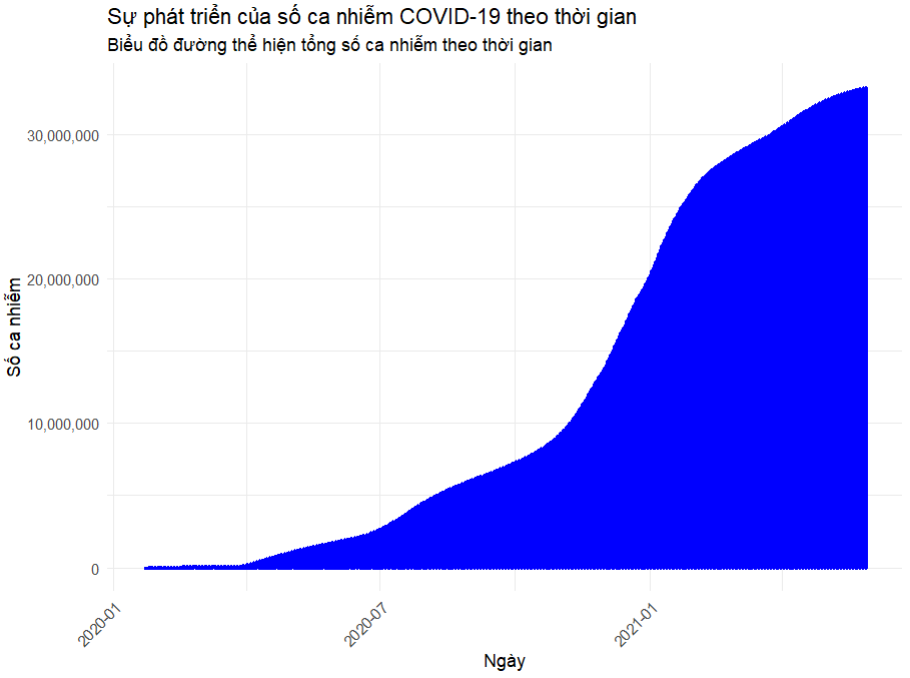 Sự phát triển của số ca nhiễm COVID-19 theo thời gian
Biểu đồ đường thể hiện tổng số ca nhiễm theo thời gian
Số ca nhiễm
30,000,000
20,000,000
10,000,000
0
2020-01
2020-07
2021-01
Ngày